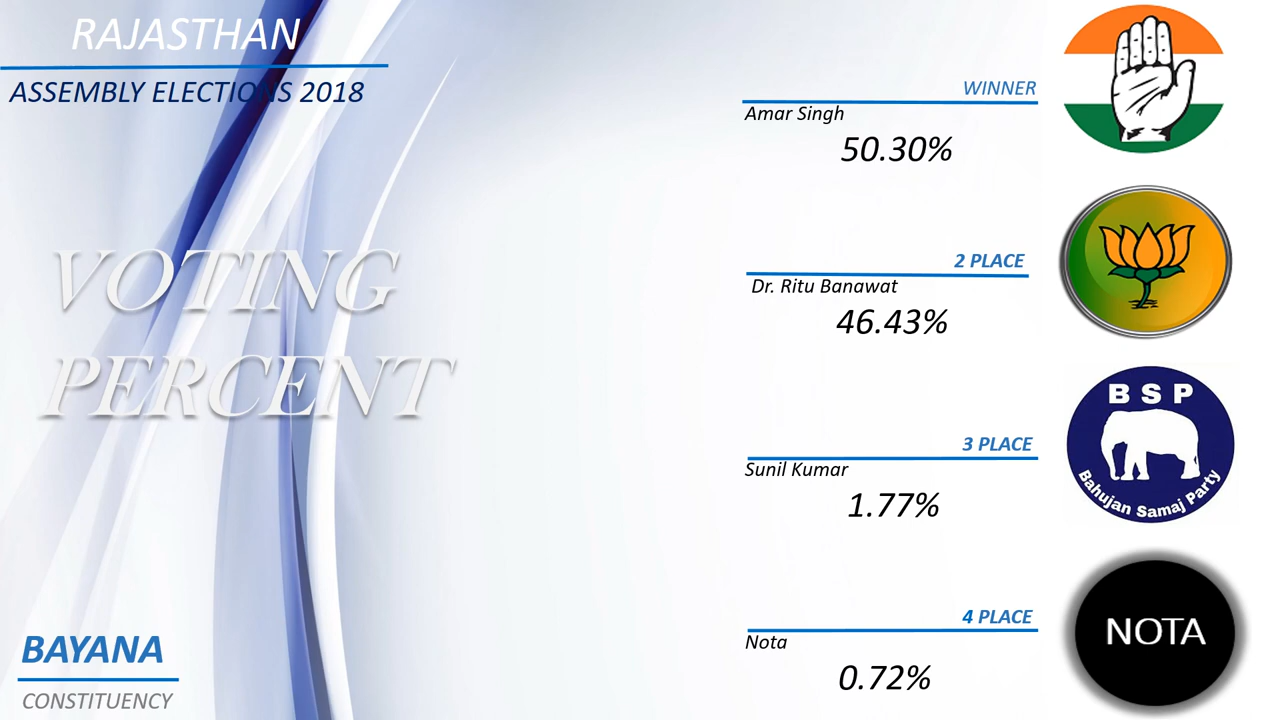 RAJASTHAN
ASSEMBLY ELECTIONS 2018
VOTING
PERCENT
BAYANA
CONSTITUENCY
WINNER
Amar Singh
50.30%
2 PLACE
Dr. Ritu Banawat
46.43%
3 PLACE
Sunil Kumar
1.77%
BSP
Bahujan Samaj Party
4 PLACE
Nota
0.72%
NOTA